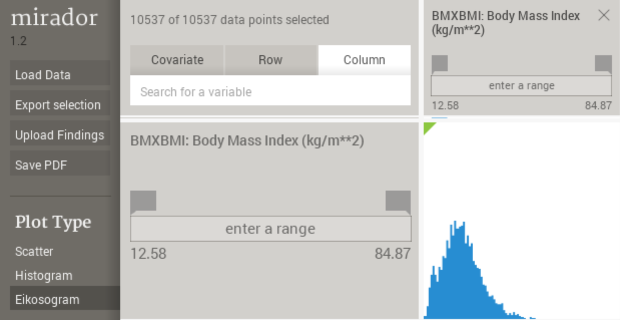 mirador
1.2
Load Data
Export selection
Upload Findings
Save PDF
Plot Type
Scatter
Histogram
Eikosogram
10537 of 10537 data points selected
Covariate Row Column
Search for a variable
BMXBMI: Body Mass Index (kg/m**2)
enter a range
12.58 84.87
BMXBMI: Body Mass Index
(kg/m**2)
enter a range
12.58 84.87